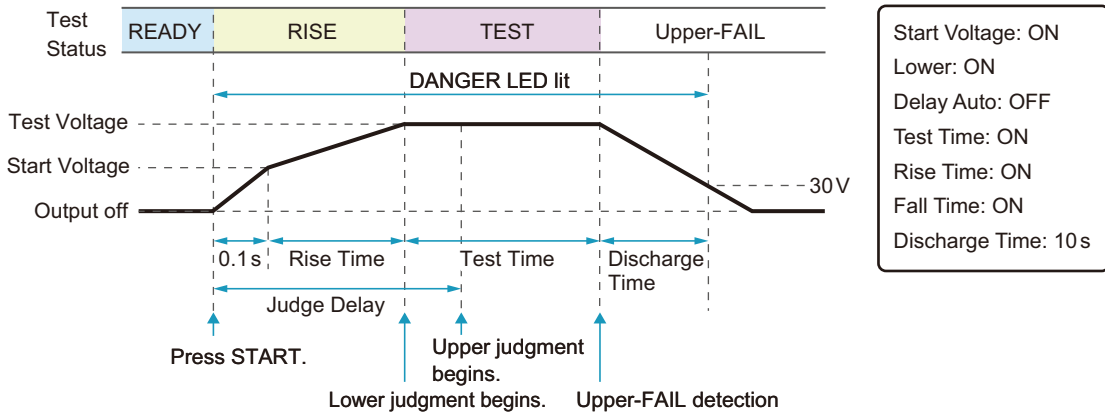 Test
Status
READY
RISE
TEST
Upper-FAIL
DANGER LED lit
Test Voltage
Start Voltage
30 V
Output off
0.1 s
Rise Time
Test Time
Discharge
Time
Judge Delay
Press START.
Upper judgment
begins.
Lower judgment begins.
Upper-FAIL detection
Start Voltage: ON
Lower: ON
Delay Auto: OFF
Test Time: ON
Rise Time: ON
Fall Time: ON
Discharge Time: 10 s